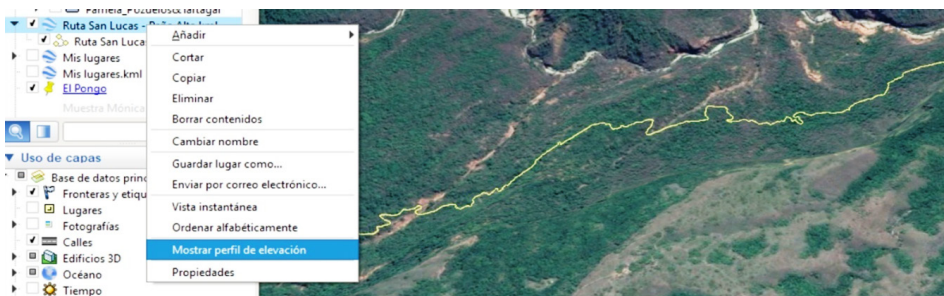 Ruta San Lucas -
Ruta San Lucas
Mis lugares
Mis lugares.kml
El Pongo
Muestra Mónica
Añadir
Cortar
Copiar
Eliminar
Borrar contenidos
Cambiar nombre
Guardar lugar como...
Enviar por correo electrónico...
Vista instantánea
Ordenar alfabéticamente
Mostrar perfil de elevación
Propiedades
Uso de capas
Base de datos princ
Fronteras y etiqu
Lugares
Fotografías
Calles
Edificios 3D
Océano
Tiempo